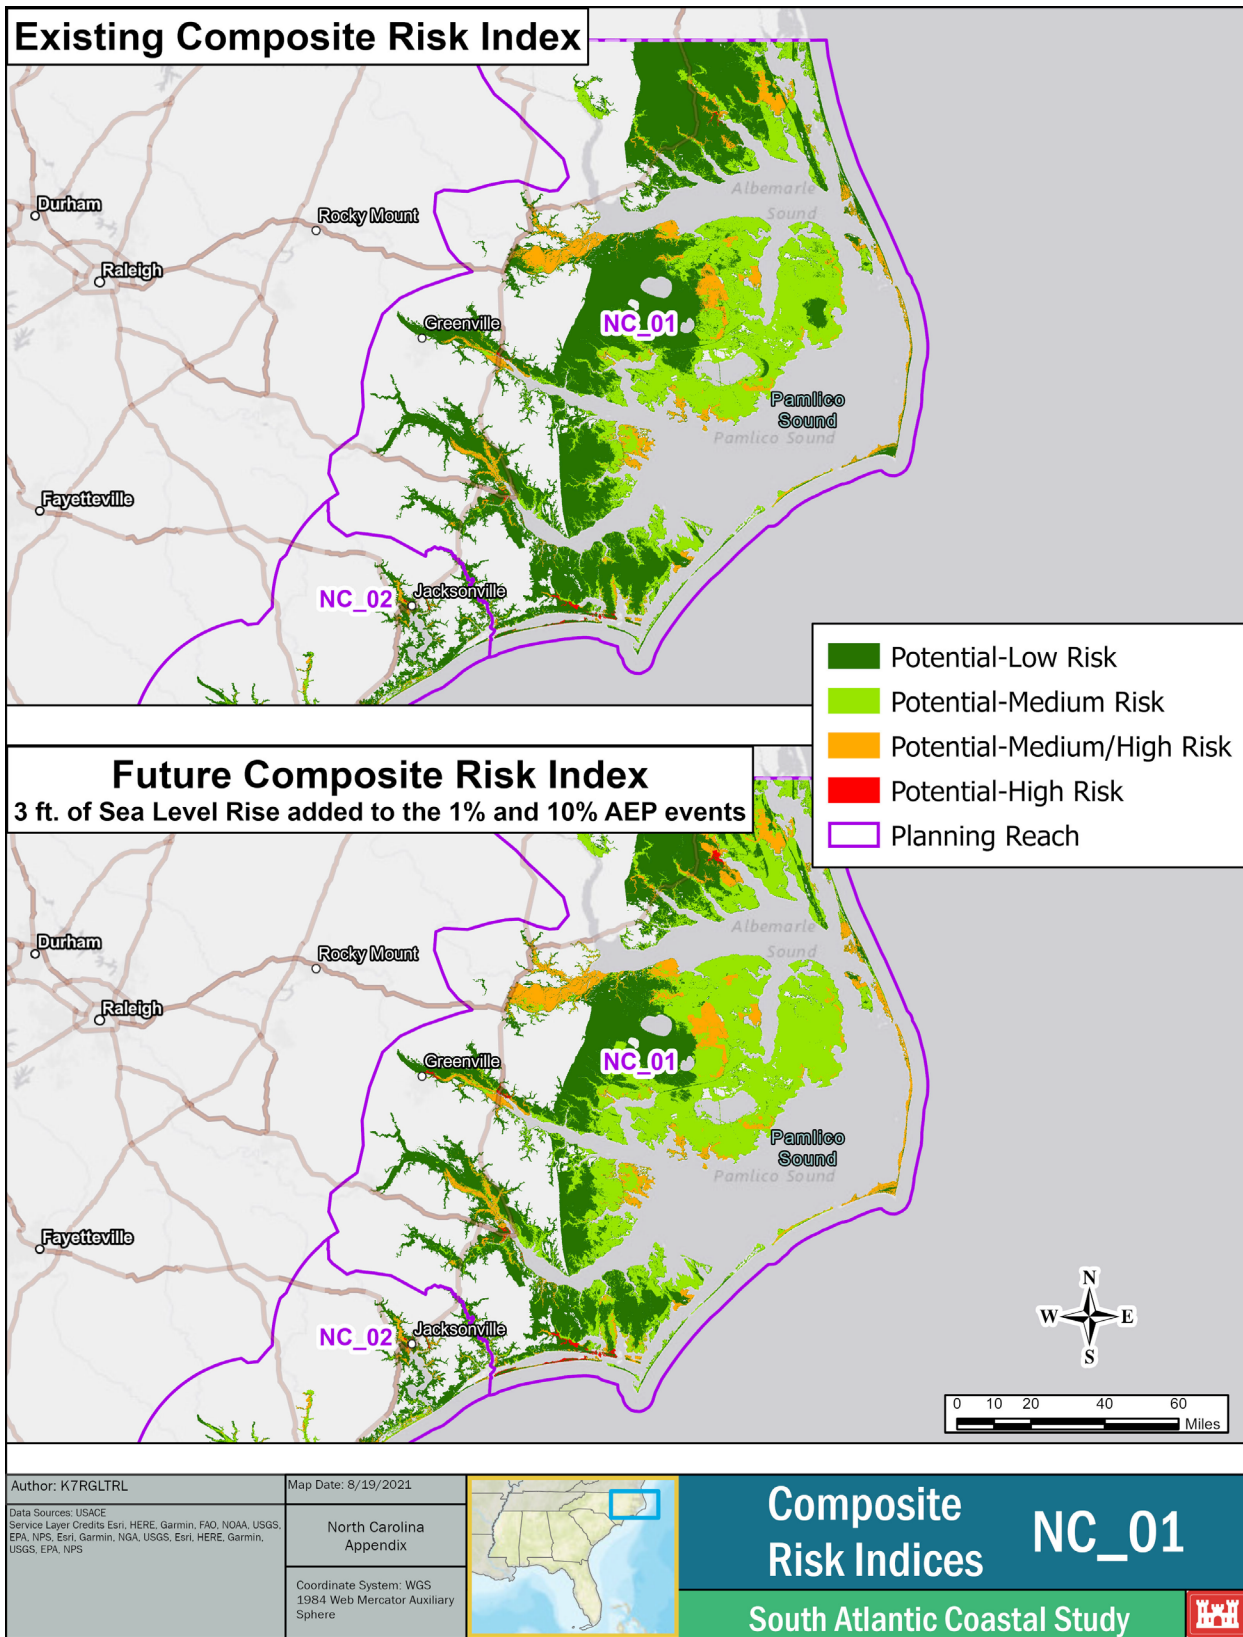 Existing Composite Risk Index
Albemarle
Sound
Durham
Rocky Mount
Raleigh
Greenville
NC_01
Pamlico
Sound
Pamlico Sound
Fayetteville
NC_02
Jacksonville
Potential-Low Risk
Potential-Medium Risk
Potential-Medium/High Risk
Potential-High Risk
Planning Reach
Future Composite Risk Index
3 ft. of Sea Level Rise added to the 1% and 10% AEP events
Albemarle
Sound
Durham
Rocky Mount
Raleigh
Greenville
NC_01
Pamlico
Sound
Pamlico Sound
Fayetteville
NC_02
Jacksonville
N
W E
S
0 10 20 40 60
Miles
Author: K7RGLTRL
Data Sources: USACE
Service Layer Credits Esri, HERE, Garmin, FAO, NOAA, USGS,
EPA, NPS, Esri, Garmin, NGA, USGS, Esri, HERE, Garmin,
USGS, EPA, NPS
Map Date: 8/19/2021
North Carolina
Appendix
Coordinate System: WGS
1984 Web Mercator Auxiliary
Sphere
Composite
Risk Indices
NC_01
South Atlantic Coastal Study